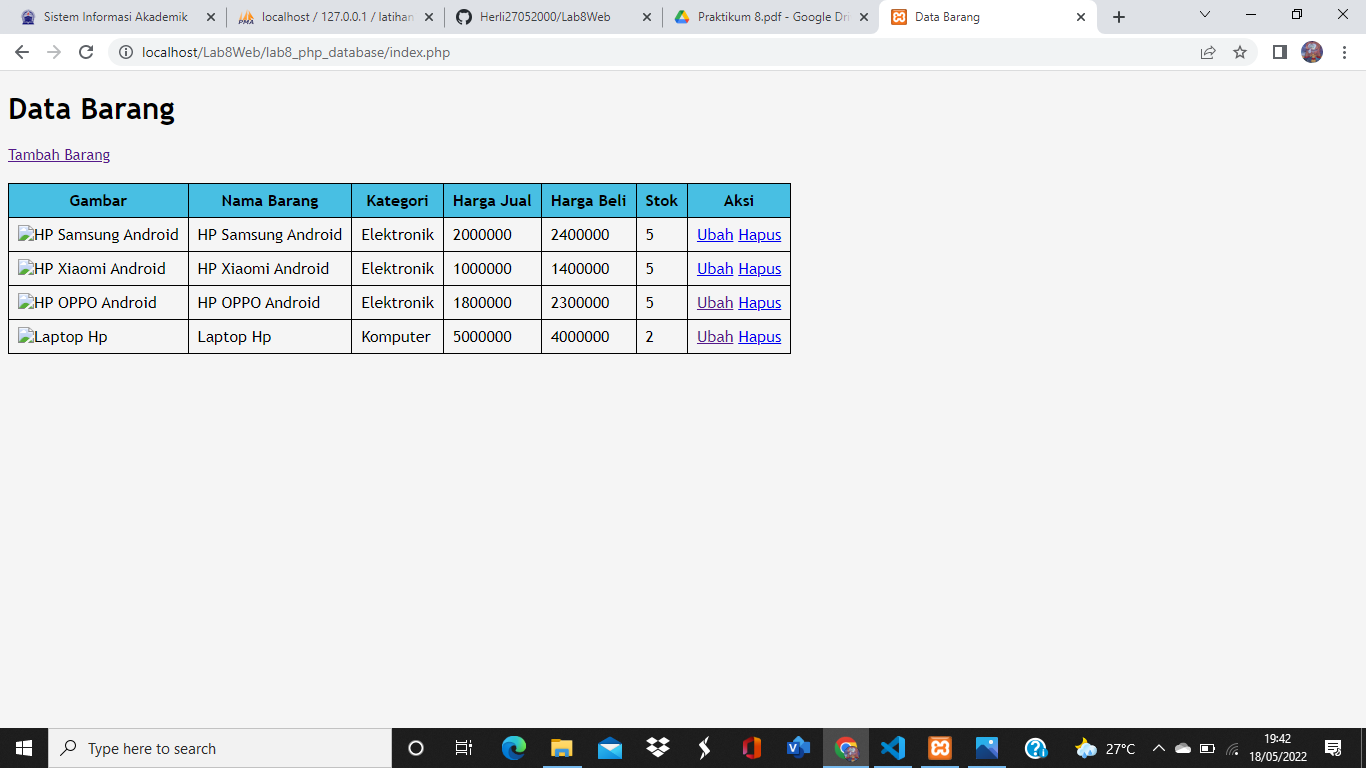 Sistem Informasi Akademik
localhost / 127.0.0.1 / latihan
Herli27052000/Lab8Web
Praktikum 8.pdf - Google Dri
Data Barang
localhost/Lab8Web/lab8_php_database/index.php
Data Barang
Tambah Barang
Gambar Nama Barang Kategori Harga Jual Harga Beli Stok Aksi
HP Samsung Android HP Samsung Android Elektronik 2000000 2400000 5 Ubah Hapus
HP Xiaomi Android HP Xiaomi Android Elektronik 1000000 1400000 5 Ubah Hapus
HP OPPO Android HP OPPO Android Elektronik 1800000 2300000 5 Ubah Hapus
Laptop Hp Laptop Hp Komputer 5000000 4000000 2 Ubah Hapus
Type here to search
27°C
19:42
18/05/2022